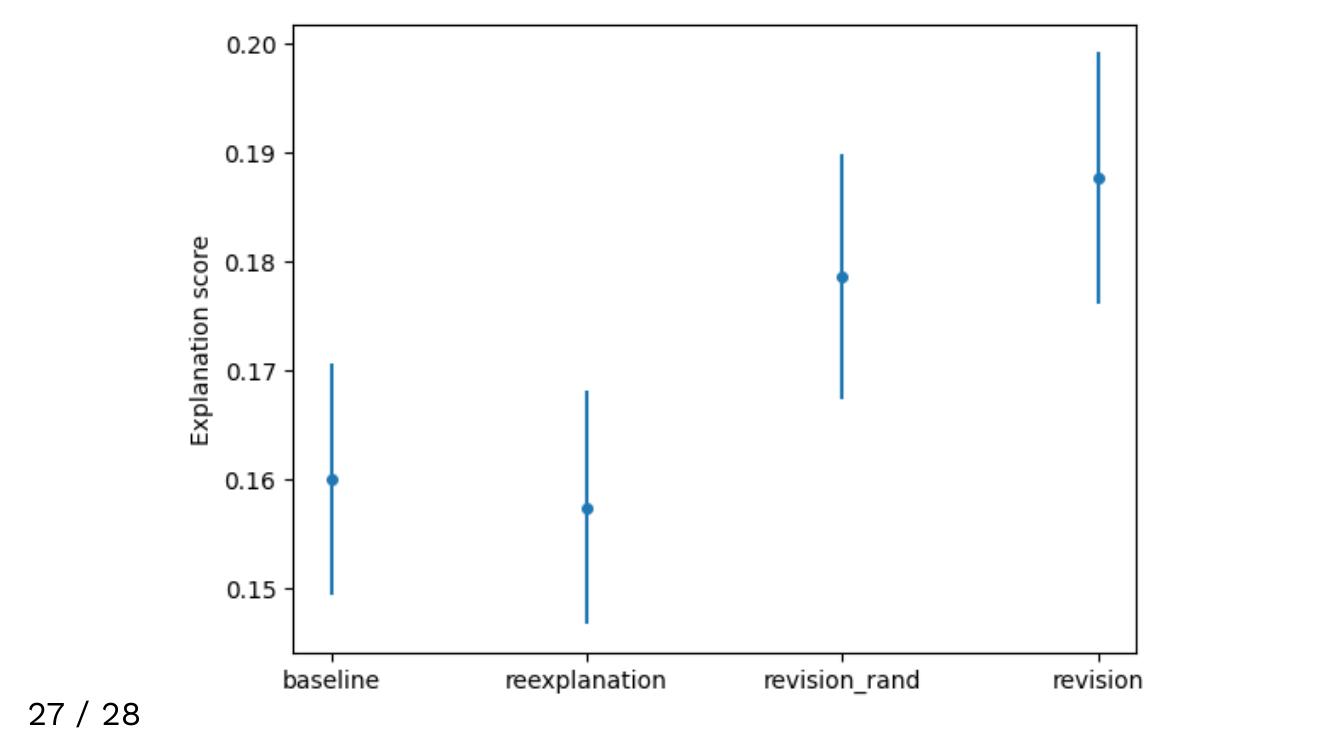 0.20
0.19
0.18
0.17
0.16
0.15
Explanation score
baseline reexplanation revision_rand revision
27 / 28